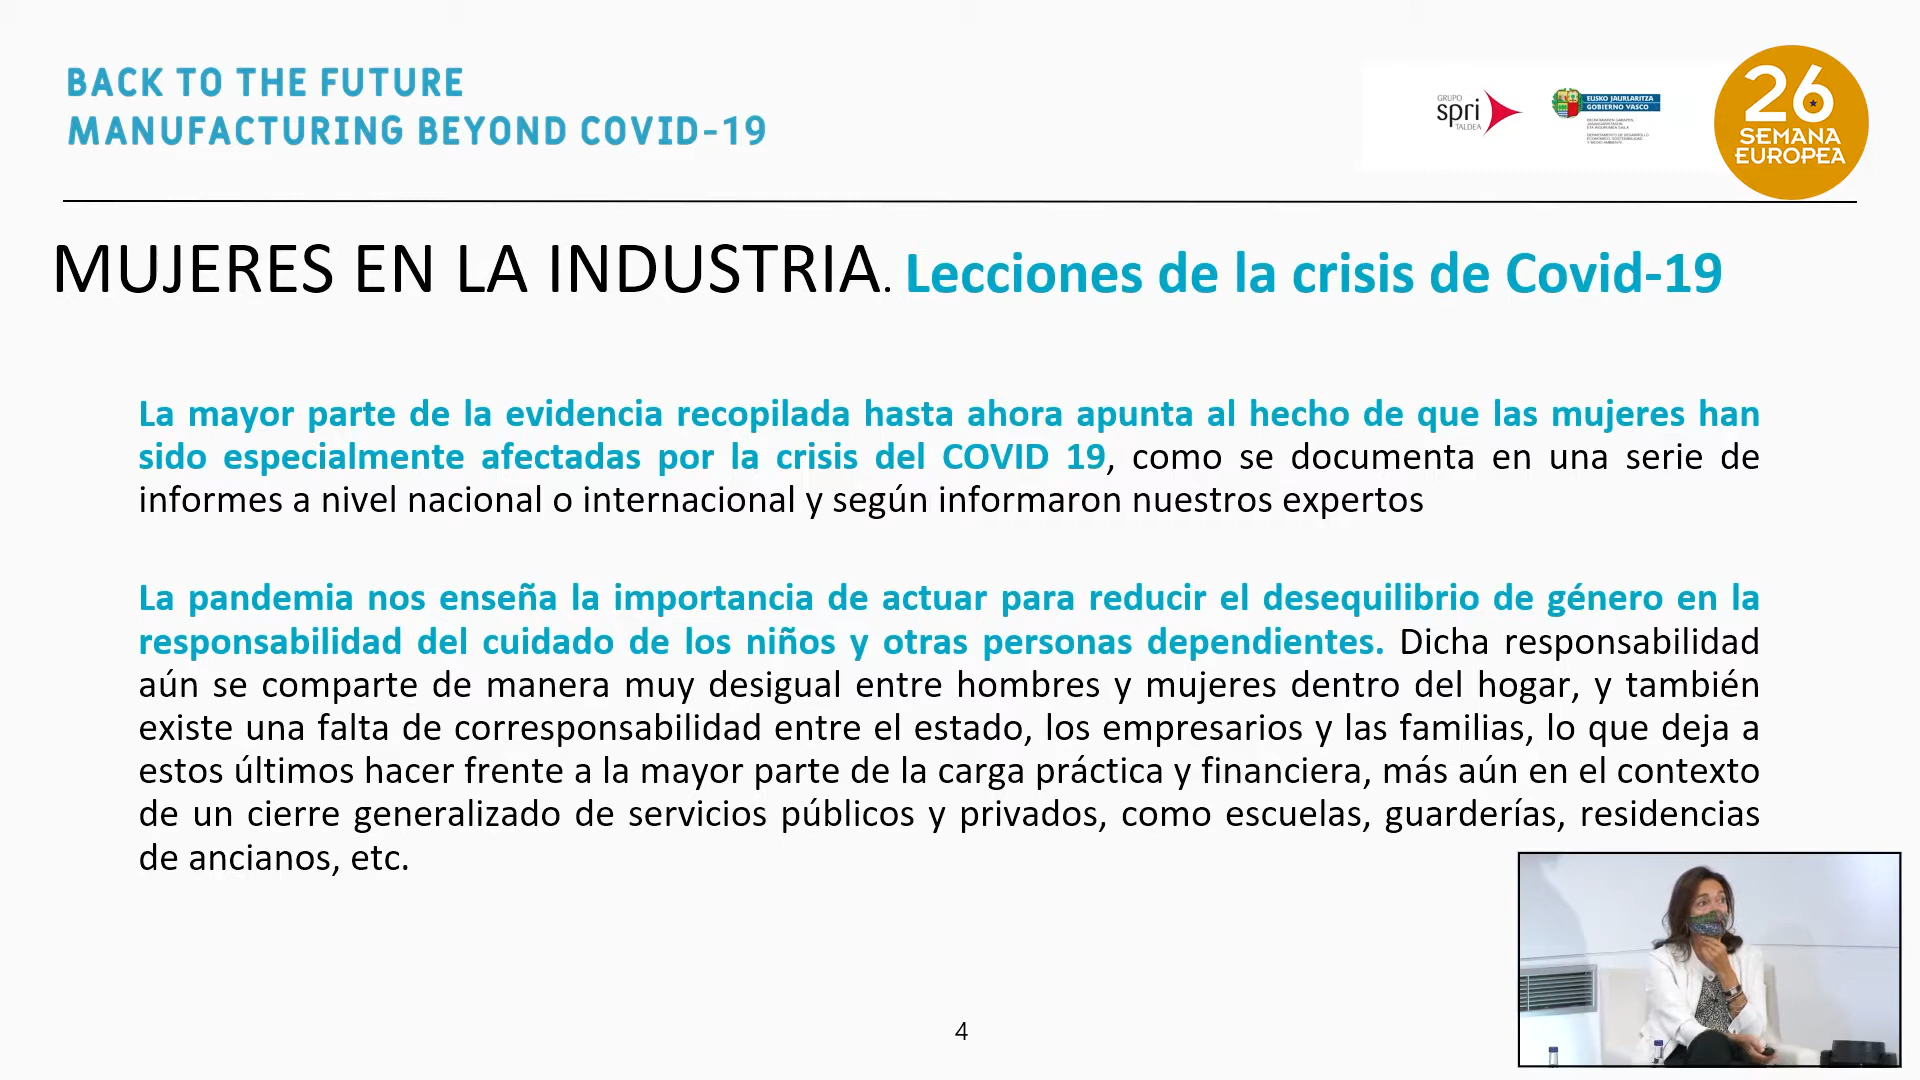 BACK TO THE FUTURE
MANUFACTURING BEYOND COVID-19
GRUPO
spri
TALDEA
EUSKO JAURLARITZA
GOBIERNO VASCO
26
SEMANA
EUROPEA
MUJERES EN LA INDUSTRIA. Lecciones de la crisis de Covid-19
La mayor parte de la evidencia recopilada hasta ahora apunta al hecho de que las mujeres han
sido especialmente afectadas por la crisis del COVID 19, como se documenta en una serie de
informes a nivel nacional o internacional y según informaron nuestros expertos
La pandemia nos enseña la importancia de actuar para reducir el desequilibrio de género en la
responsabilidad del cuidado de los niños y otras personas dependientes. Dicha responsabilidad
aún se comparte de manera muy desigual entre hombres y mujeres dentro del hogar, y también
existe una falta de corresponsabilidad entre el estado, los empresarios y las familias, lo que deja a
estos últimos hacer frente a la mayor parte de la carga práctica y financiera, más aún en el contexto
de un cierre generalizado de servicios públicos y privados, como escuelas, guarderías, residencias
de ancianos, etc.
4